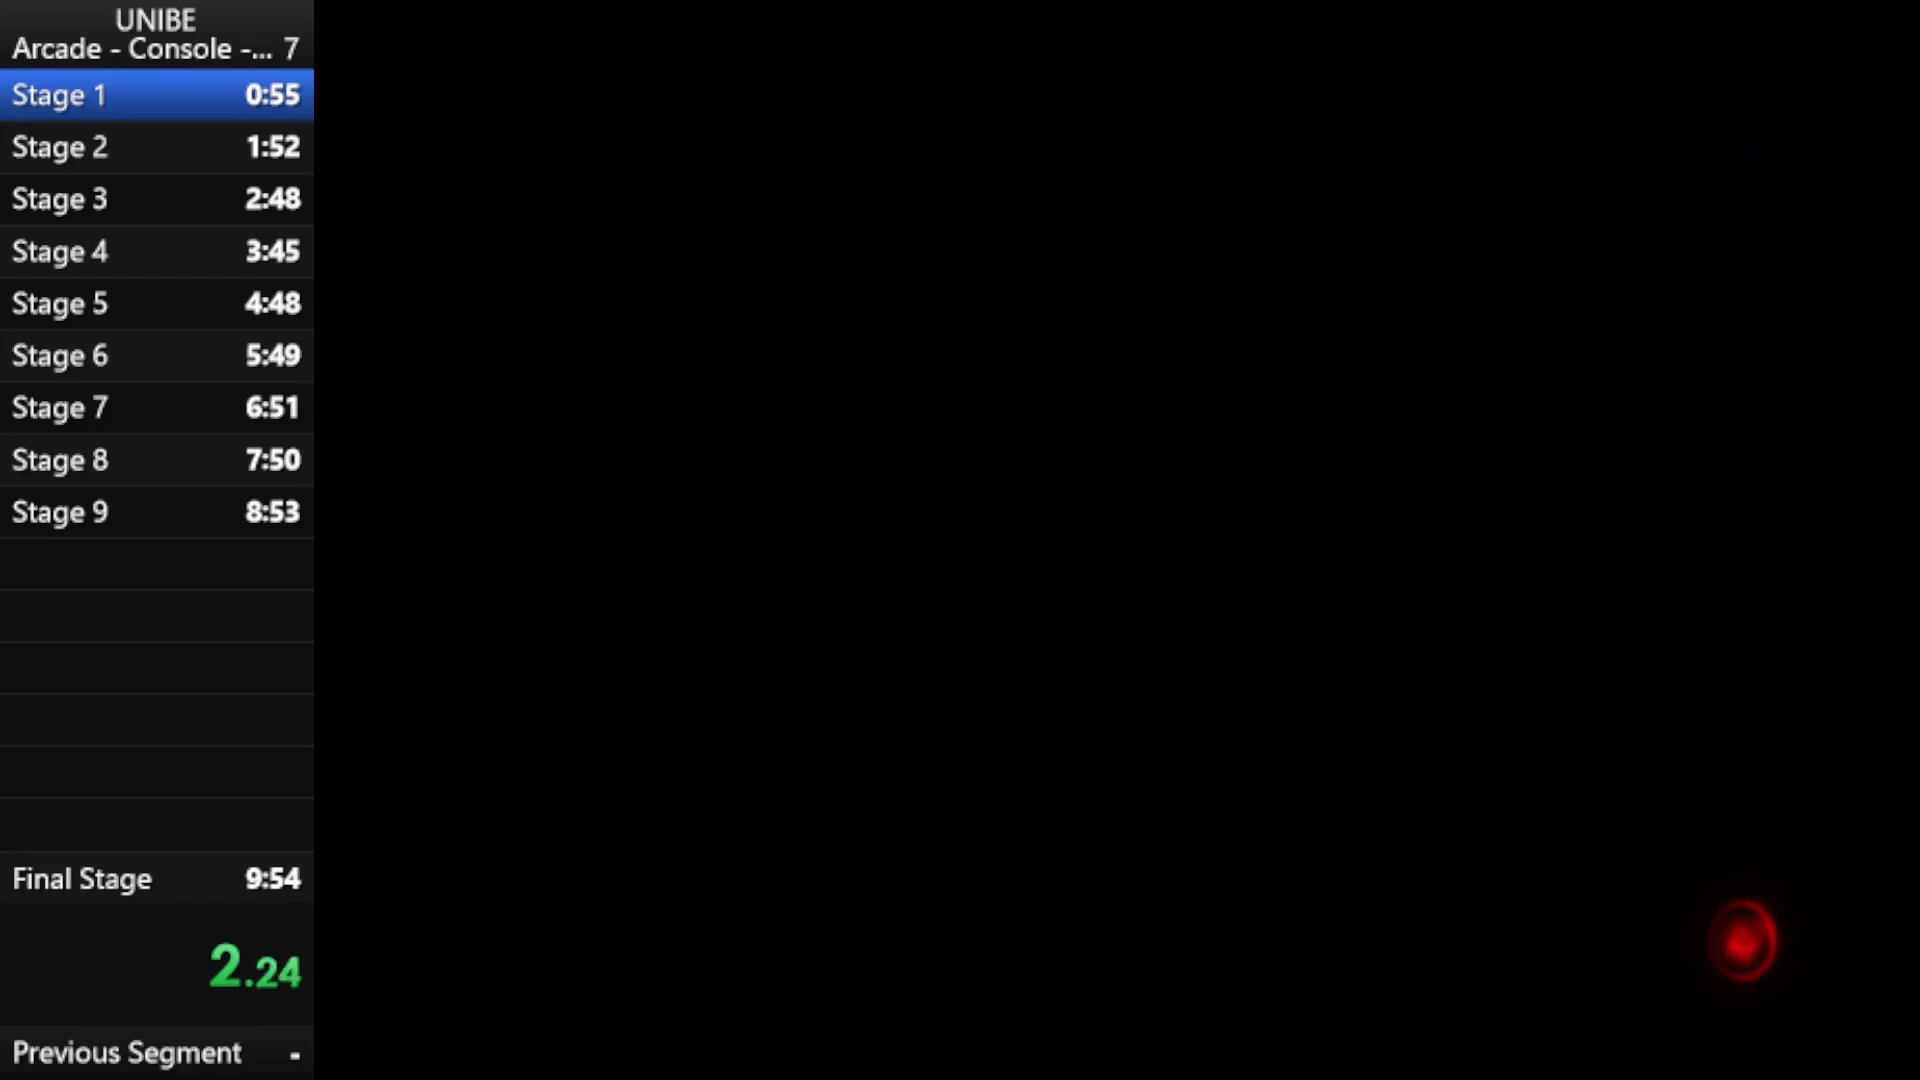 UNIBE
Arcade - Console -... 7
Stage 1 0:55
Stage 2 1:52
Stage 3 2:48
Stage 4 3:45
Stage 5 4:48
Stage 6 5:49
Stage 7 6:51
Stage 8 7:50
Stage 9 8:53
Final Stage 9:54
2.24
Previous Segment -